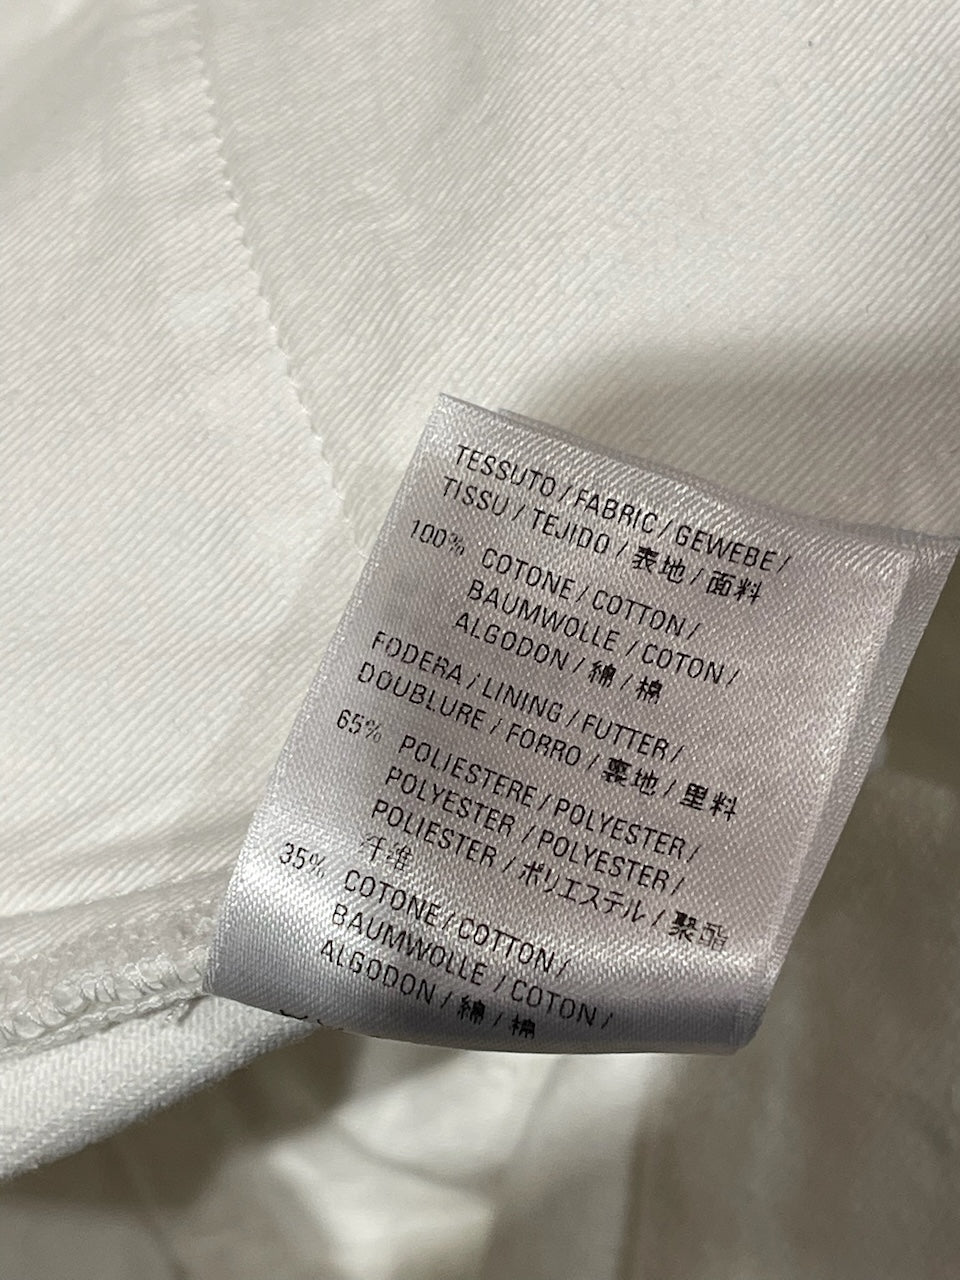 TESSUTO / FABRIC / GEWEBE /
TISSU / TEJIDO / 表地 / 面料
100% COTONE / COTTON /
BAUMWOLLE / COTON /
ALGODON / 綿 / 棉
FODERA / LINING / FUTTER /
DOUBLURE / FORRO / 裏地 / 里料
65% POLIESTERE / POLYESTER /
POLYESTER / POLYESTER /
POLIESTER / ポリエステル / 聚酯
纤维
35% COTONE / COTTON /
BAUMWOLLE / COTON /
ALGODON / 綿 / 棉